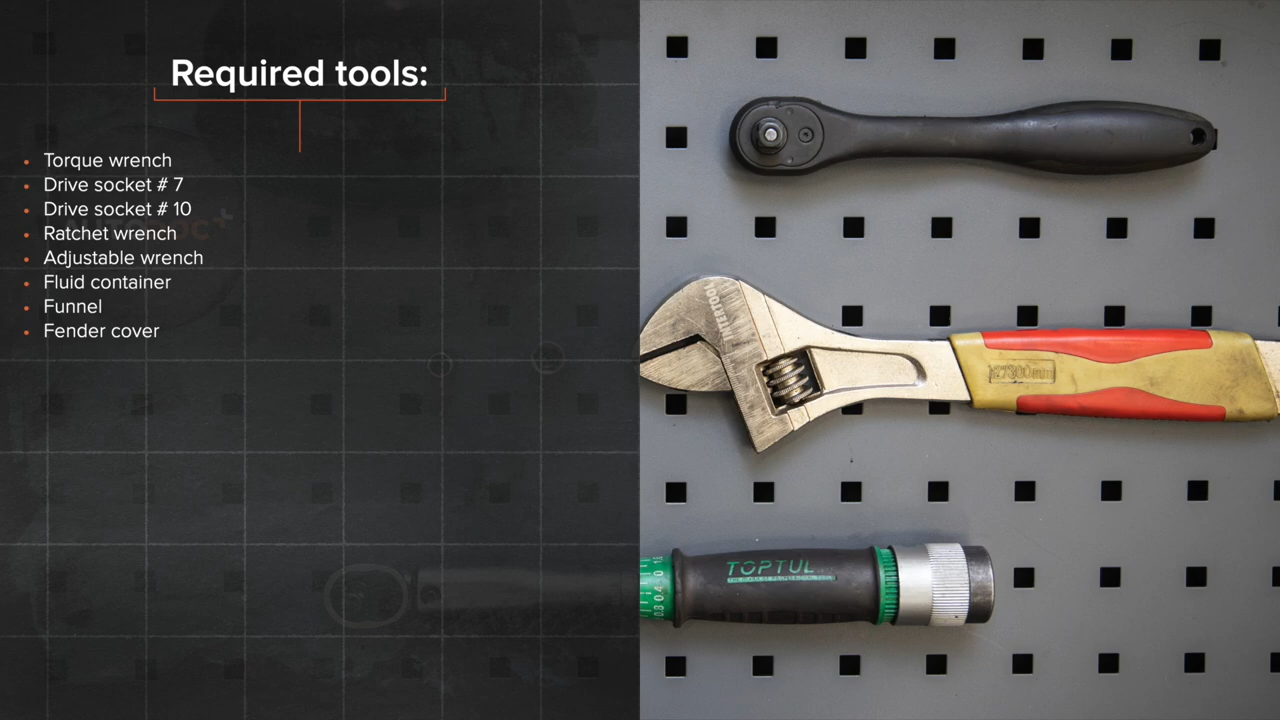 Required tools:
Torque wrench
Drive socket # 7
Drive socket # 10
Ratchet wrench
Adjustable wrench
Fluid container
Funnel
Fender cover
INTERTOOL
TOPTUL